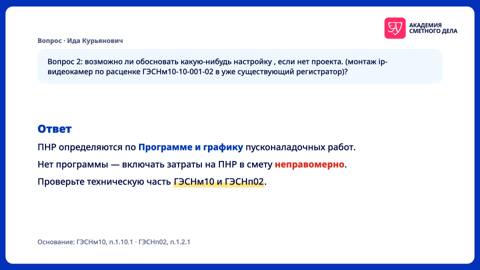 АКАДЕМИЯ
СМЕТНОГО ДЕЛА
Вопрос · Ида Курьянович
Вопрос 2: возможно ли обосновать какую-нибудь настройку , если нет проекта. (монтаж ip-
видеокамер по расценке ГЭСНм10-10-001-02 в уже существующий регистратор)?
Ответ
ПНР определяются по Программе и графику пусконаладочных работ.
Нет программы — включать затраты на ПНР в смету неправомерно.
Проверьте техническую часть ГЭСНм10 и ГЭСНп02.
Основание: ГЭСНм10, п.1.10.1 · ГЭСНп02, п.1.2.1